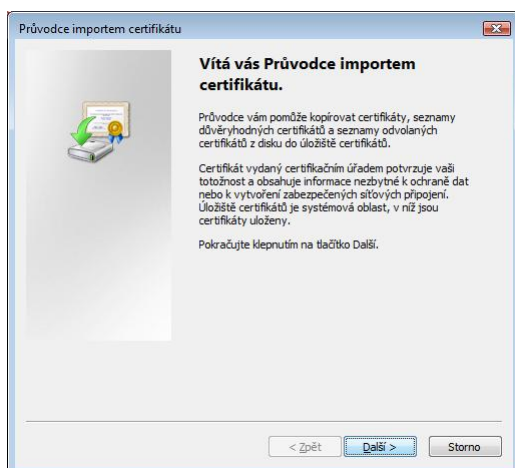 Průvodce importem certifikátu
Vítá vás Průvodce importem
certifikátu.
Průvodce vám pomůže kopírovat certifikáty, seznamy
důvěryhodných certifikátů a seznamy odvolaných
certifikátů z disku do úložiště certifikátů.
Certifikát vydaný certifikačním úřadem potvrzuje vaši
totožnost a obsahuje informace nezbytné k ochraně dat
nebo k vytvoření zabezpečených síťových připojení.
Úložiště certifikátů je systémová oblast, v níž jsou
certifikáty uloženy.
Pokračujte klepnutím na tlačítko Další.
< Zpět Další > Storno